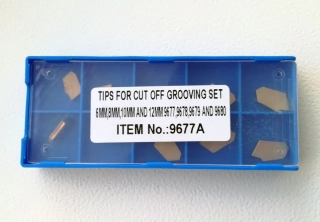 TIPS FOR CUT OFF GROOVING SET
6MM,8MM,10MM AND 12MM 9677,9678,9679 AND 9680
ITEM No.:9677A